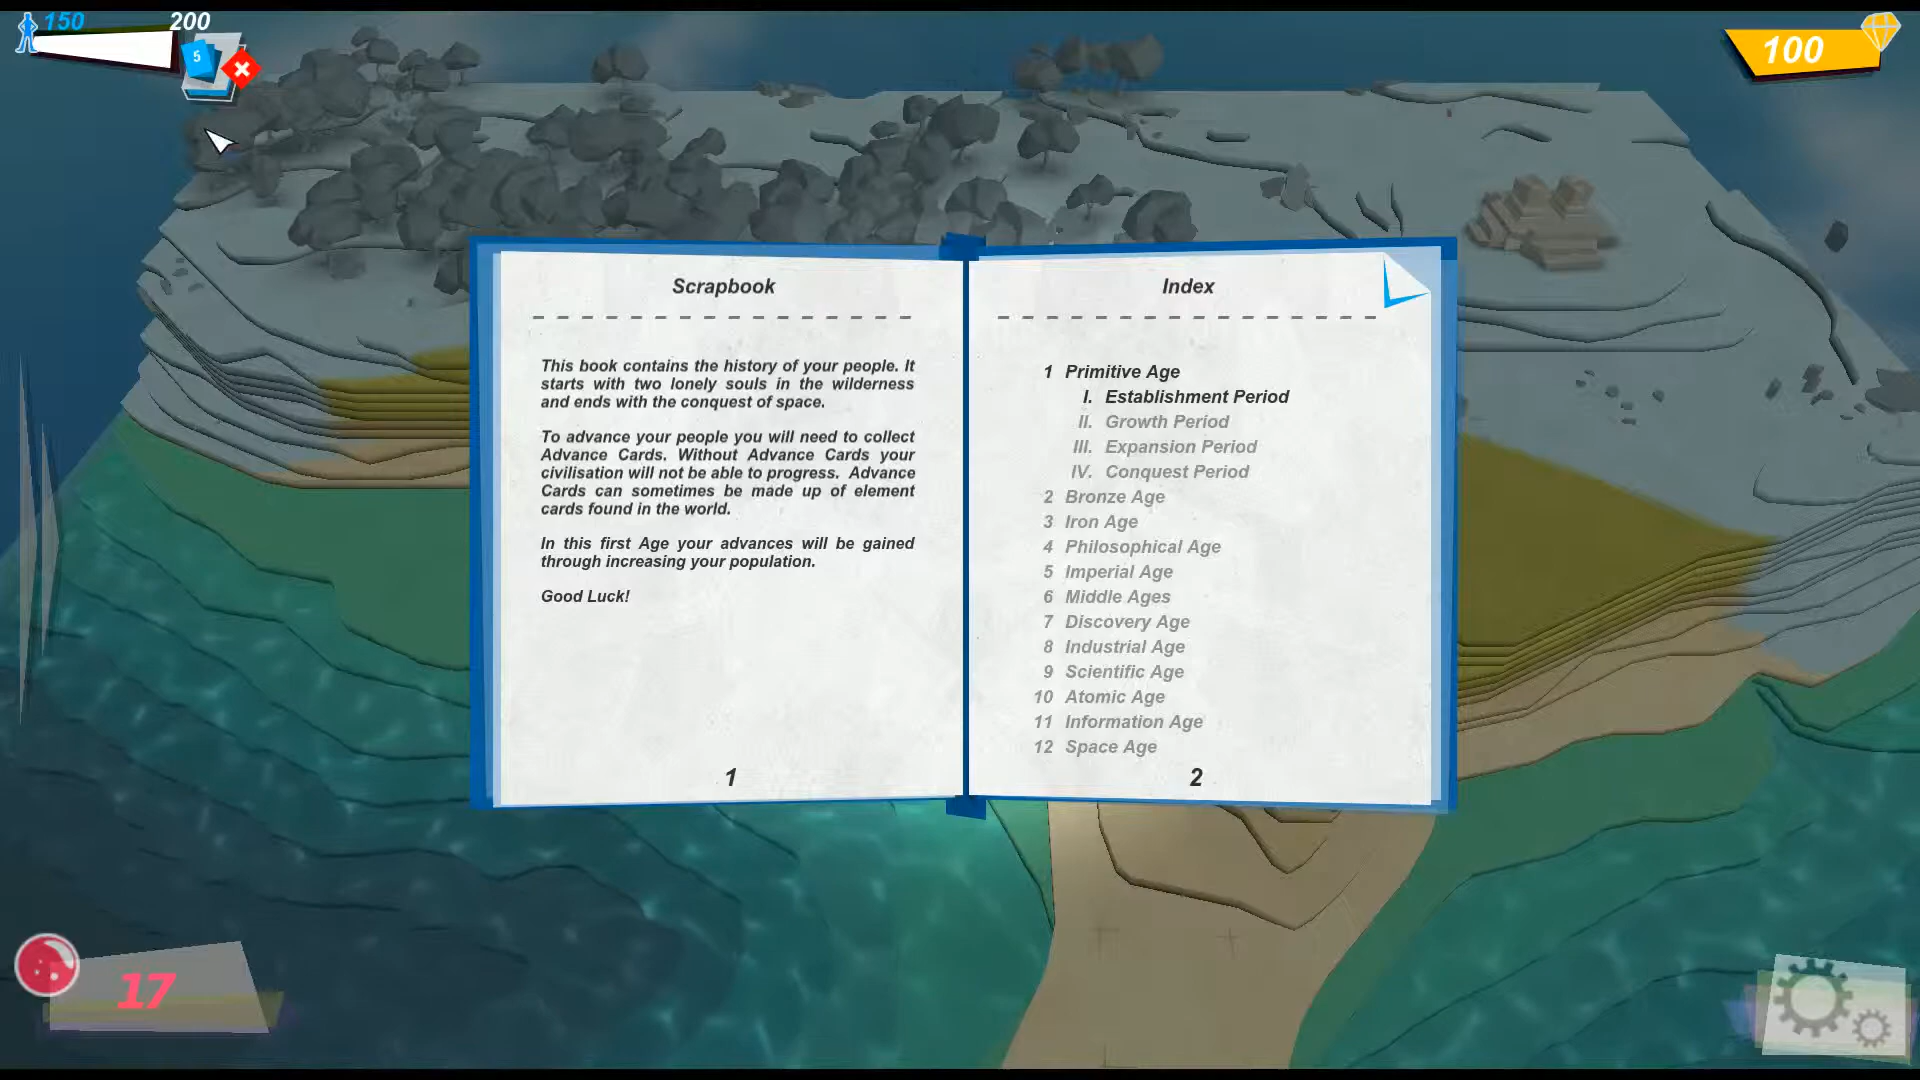 150
200
5
100
Scrapbook
This book contains the history of your people. It
starts with two lonely souls in the wilderness
and ends with the conquest of space.
To advance your people you will need to collect
Advance Cards. Without Advance Cards your
civilisation will not be able to progress. Advance
Cards can sometimes be made up of element
cards found in the world.
In this first Age your advances will be gained
through increasing your population.
Good Luck!
1
Index
1 Primitive Age
I. Establishment Period
II. Growth Period
III. Expansion Period
IV. Conquest Period
2 Bronze Age
3 Iron Age
4 Philosophical Age
5 Imperial Age
6 Middle Ages
7 Discovery Age
8 Industrial Age
9 Scientific Age
10 Atomic Age
11 Information Age
12 Space Age
2
17